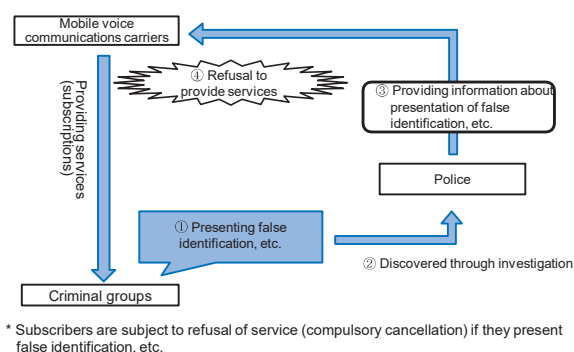 Mobile voice
communications carriers
④ Refusal to
provide services
③ Providing information about
presentation of false
identification, etc.
Providing services
(subscriptions)
Police
① Presenting false
identification, etc.
② Discovered through investigation
Criminal groups
* Subscribers are subject to refusal of service (compulsory cancellation) if they present
false identification, etc.